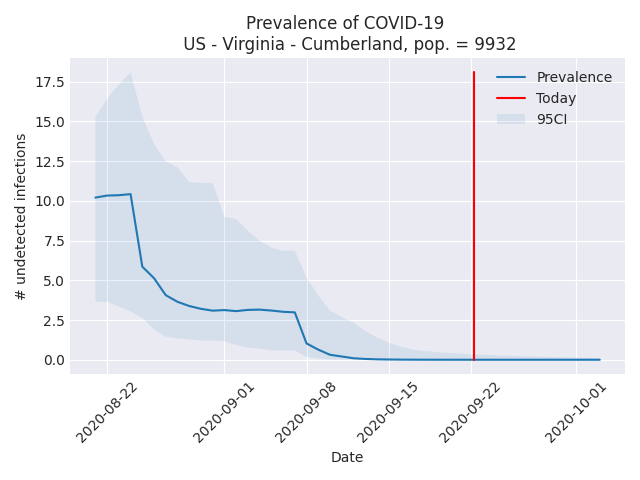 Prevalence of COVID-19
US - Virginia - Cumberland, pop. = 9932
Prevalence
Today
95CI
# undetected infections
17.5
15.0
12.5
10.0
7.5
5.0
2.5
0.0
2020-08-22
2020-09-01
2020-09-08
2020-09-15
2020-09-22
2020-10-01
Date